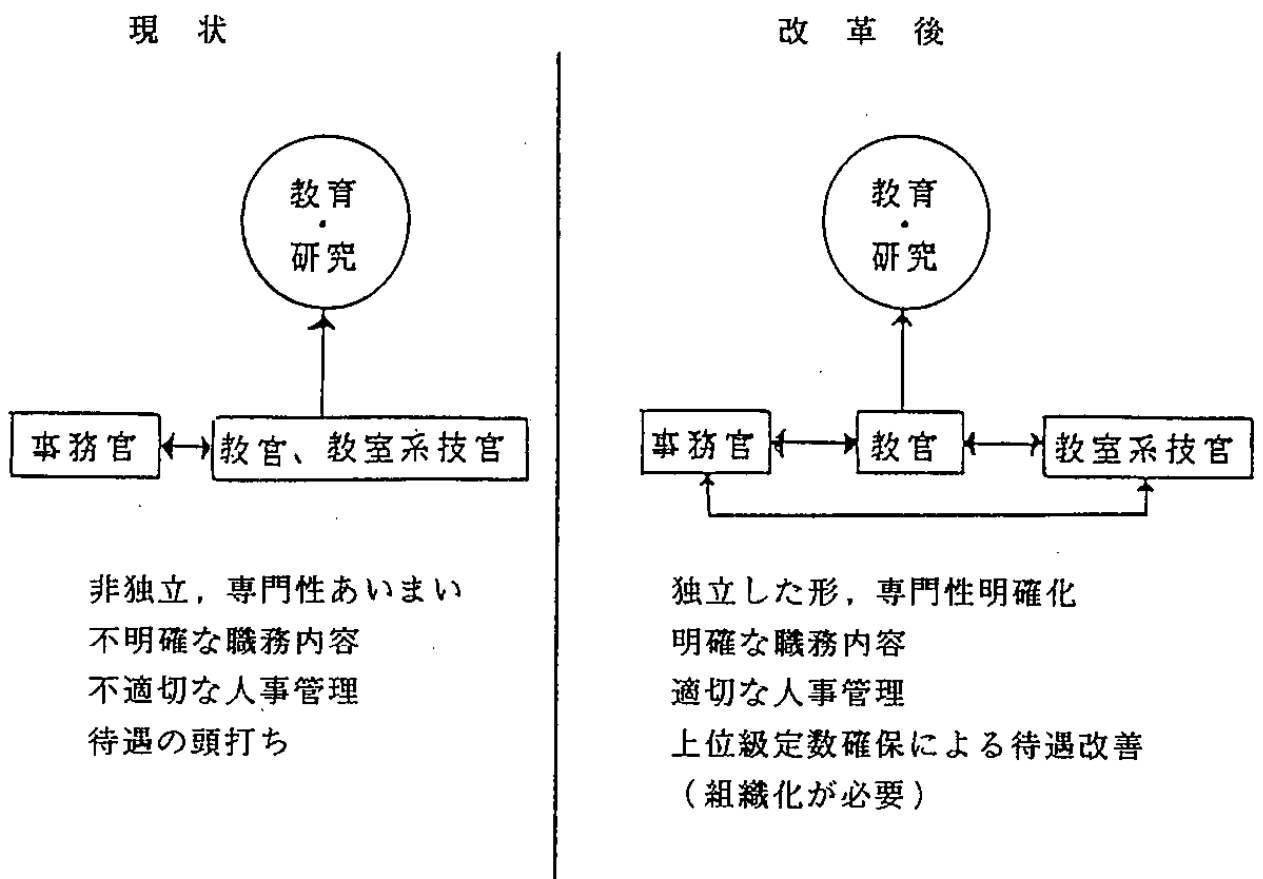 現状
教育
・
研究
事務官
教官、教室系技官
非独立，専門性あいまい
不明確な職務内容
不適切な人事管理
待遇の頭打ち
改革後
教育
・
研究
事務官
教官
教室系技官
独立した形，専門性明確化
明確な職務内容
適切な人事管理
上位級定数確保による待遇改善
（組織化が必要）